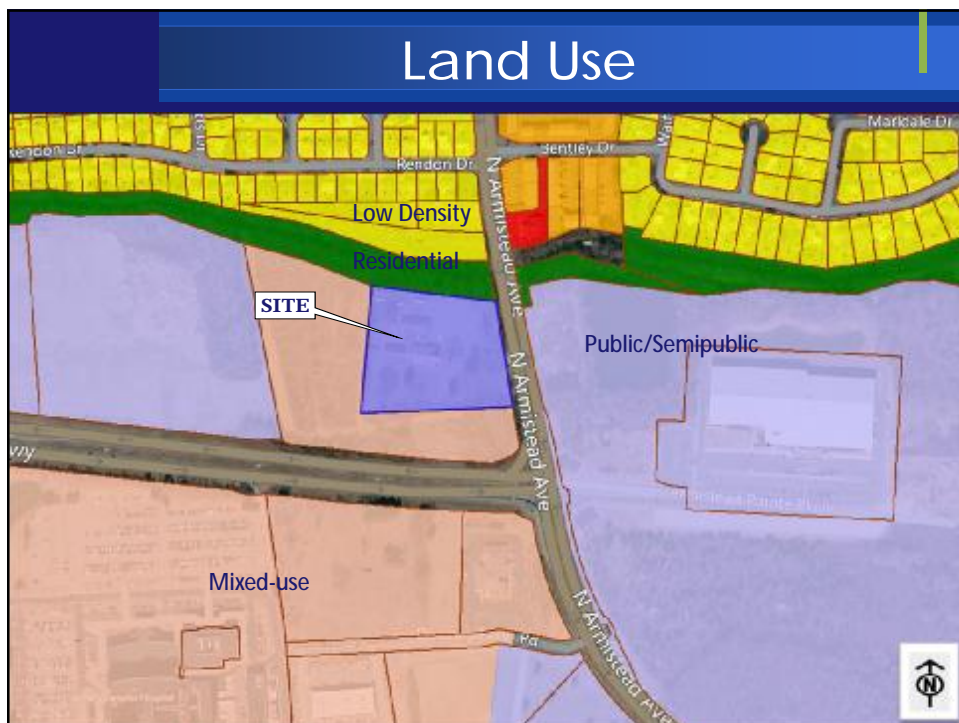 Land Use
Markdale Dr
Rendon Dr
Rendon Dr
Bentley Dr
N Armistead Ave
Low Density
Residential
SITE
Public/Semipublic
N Armistead Ave
Mixed-use
Rd
N Armistead Ave
N